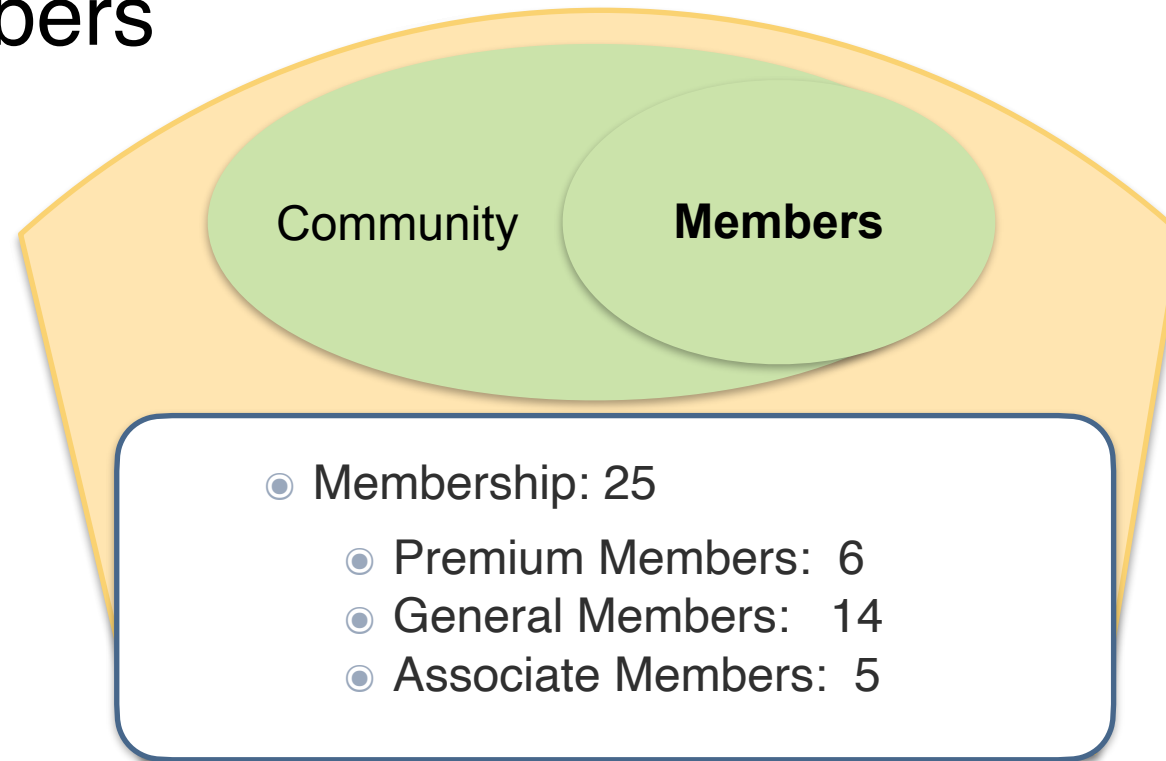 bers
Community
Members
Membership: 25
Premium Members: 6
General Members: 14
Associate Members: 5